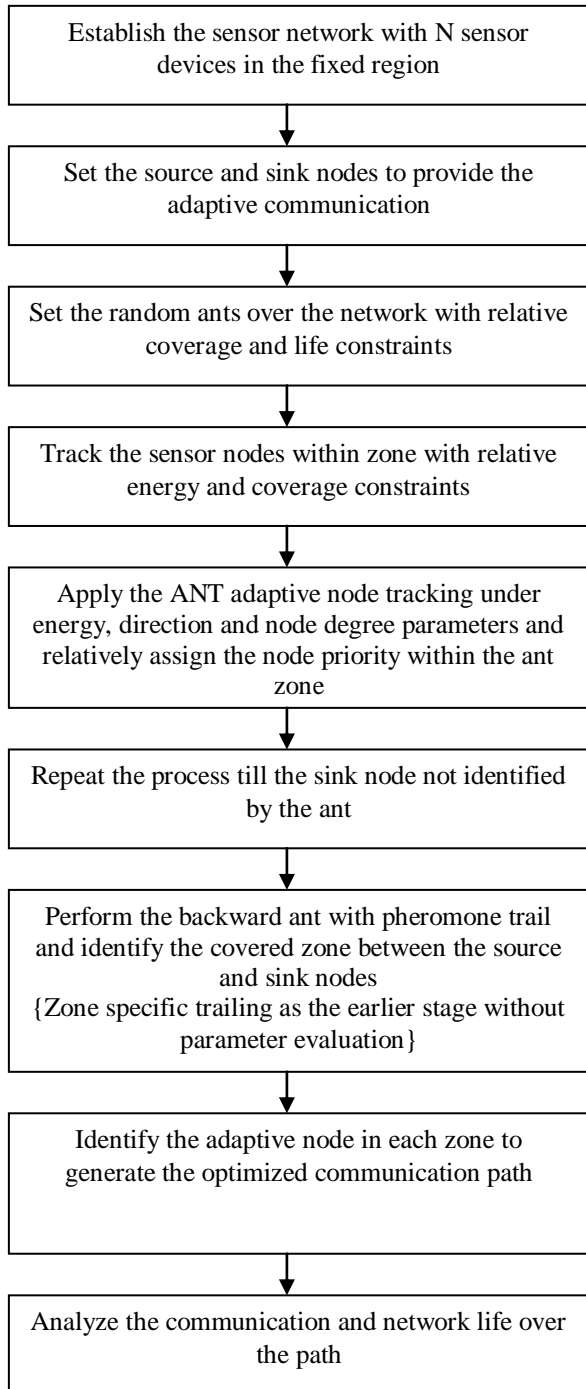 Establish the sensor network with N sensor
devices in the fixed region
Set the source and sink nodes to provide the
adaptive communication
Set the random ants over the network with relative
coverage and life constraints
Track the sensor nodes within zone with relative
energy and coverage constraints
Apply the ANT adaptive node tracking under
energy, direction and node degree parameters and
relatively assign the node priority within the ant
zone
Repeat the process till the sink node not identified
by the ant
Perform the backward ant with pheromone trail
and identify the covered zone between the source
and sink nodes
{Zone specific trailing as the earlier stage without
parameter evaluation}
Identify the adaptive node in each zone to
generate the optimized communication path
Analyze the communication and network life over
the path